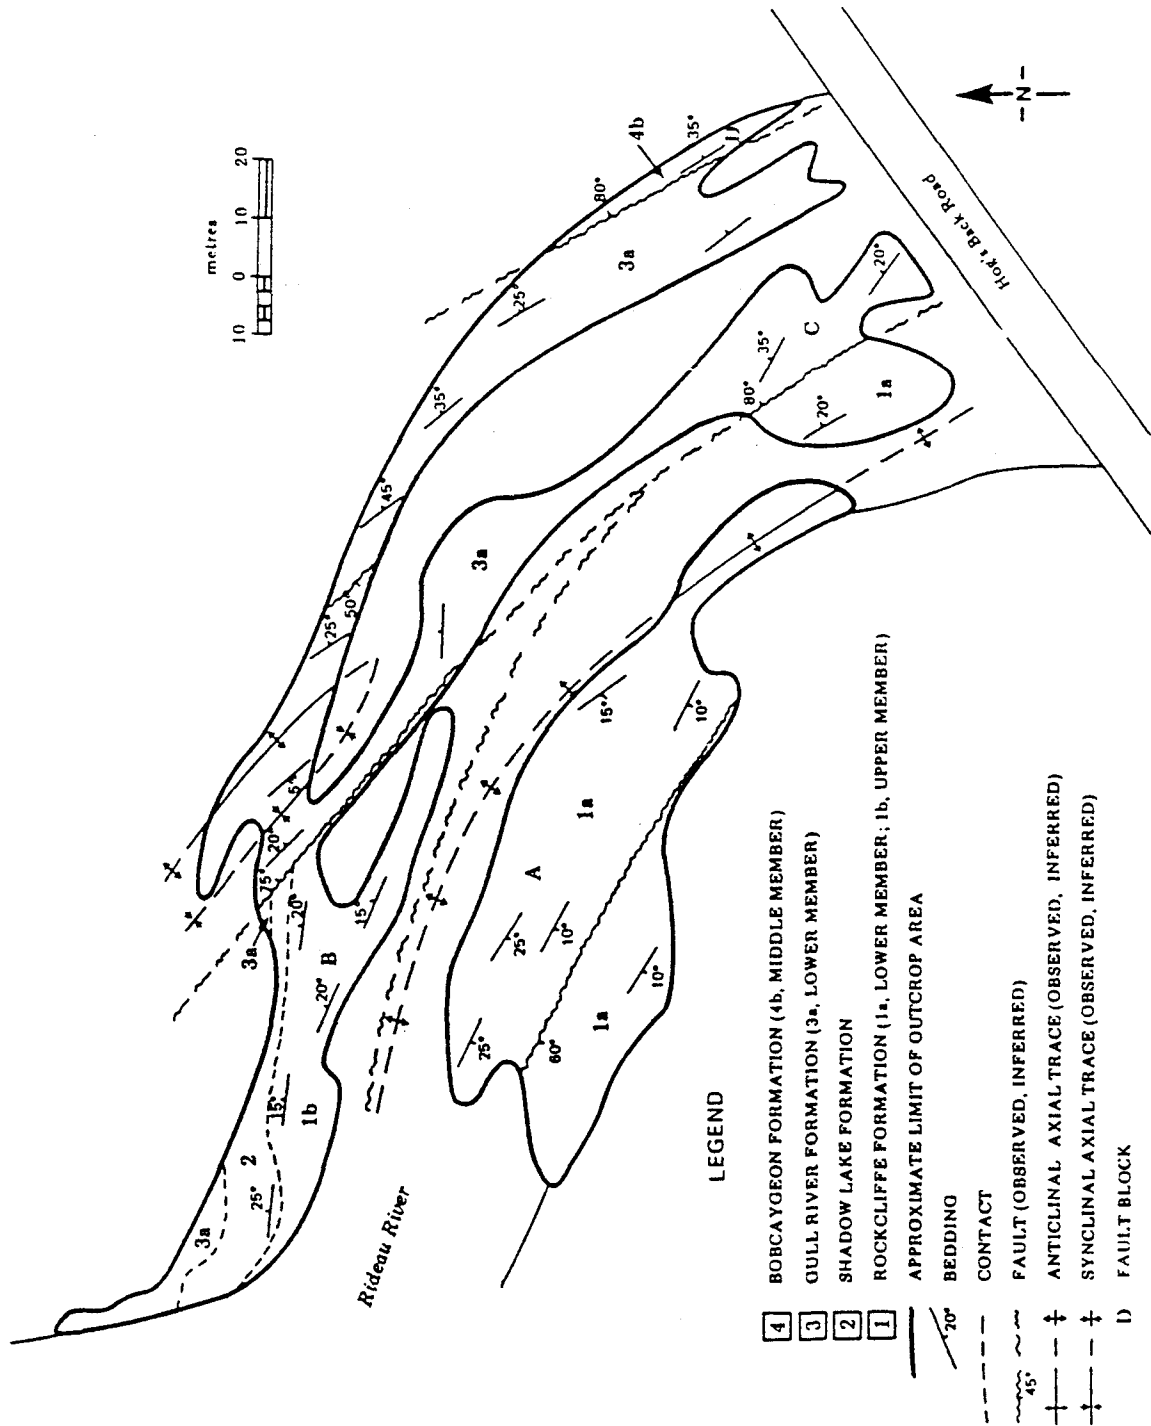 metres
10 0 10 20
N
Hog's Back Road
Rideau River
4b
35°
D
80°
3a
25°
35°
45°
50°
25°
5°
20°
75°
3a
20°
15°
B
20°
15°
1b
2
25°
3a
3a
C
20°
35°
80°
20°
1a
15°
10°
1a
A
25°
10°
10°
1a
60°
25°
LEGEND
4 BOBCAYGEON FORMATION (4b, MIDDLE MEMBER)
3 GULL RIVER FORMATION (3a, LOWER MEMBER)
2 SHADOW LAKE FORMATION
1 ROCKCLIFFE FORMATION (1a, LOWER MEMBER; 1b, UPPER MEMBER)
APPROXIMATE LIMIT OF OUTCROP AREA
20° BEDDING
CONTACT
45° FAULT (OBSERVED, INFERRED)
ANTICLINAL AXIAL TRACE (OBSERVED, INFERRED)
SYNCLINAL AXIAL TRACE (OBSERVED, INFERRED)
D FAULT BLOCK